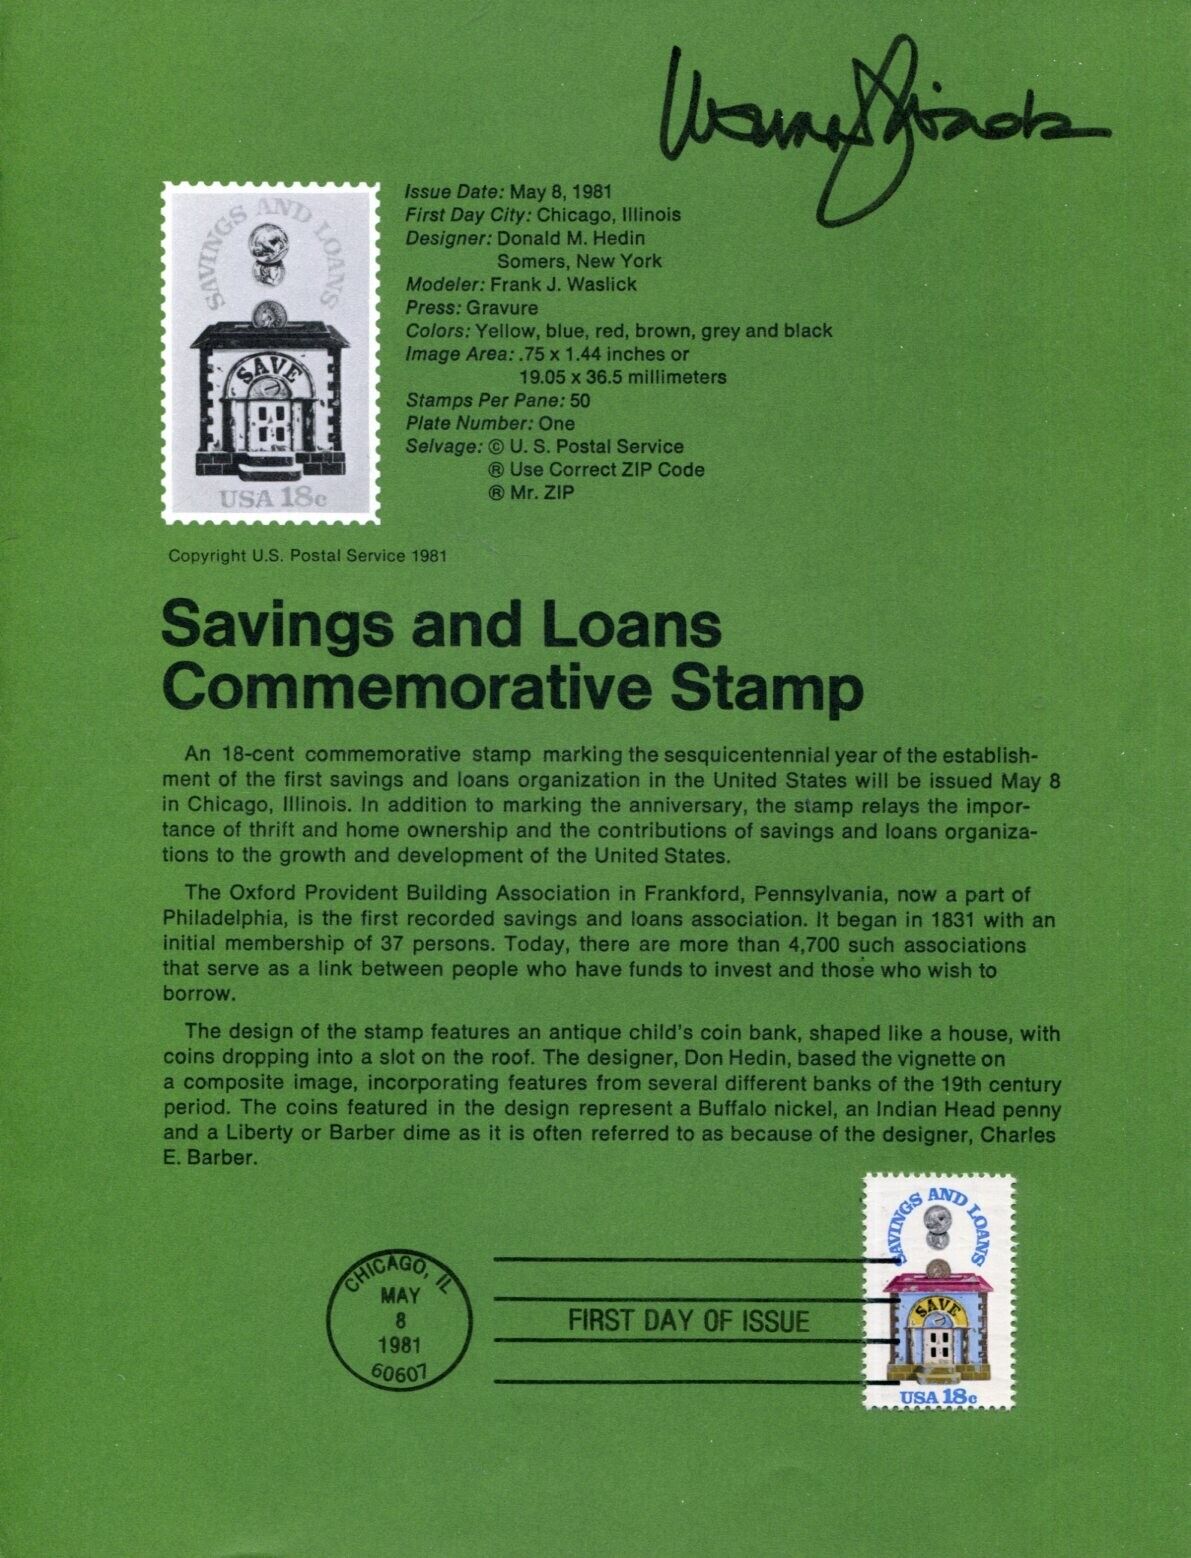 SAVINGS AND LOANS
SAVE
USA 18c
Issue Date: May 8, 1981
First Day City: Chicago, Illinois
Designer: Donald M. Hedin
Somers, New York
Modeler: Frank J. Waslick
Press: Gravure
Colors: Yellow, blue, red, brown, grey and black
Image Area: .75 x 1.44 inches or
19.05 x 36.5 millimeters
Stamps Per Pane: 50
Plate Number: One
Selvage: © U. S. Postal Service
® Use Correct ZIP Code
® Mr. ZIP
Copyright U.S. Postal Service 1981
Savings and Loans
Commemorative Stamp
An 18-cent commemorative stamp marking the sesquicentennial year of the establish-
ment of the first savings and loans organization in the United States will be issued May 8
in Chicago, Illinois. In addition to marking the anniversary, the stamp relays the impor-
tance of thrift and home ownership and the contributions of savings and loans organiza-
tions to the growth and development of the United States.
The Oxford Provident Building Association in Frankford, Pennsylvania, now a part of
Philadelphia, is the first recorded savings and loans association. It began in 1831 with an
initial membership of 37 persons. Today, there are more than 4,700 such associations
that serve as a link between people who have funds to invest and those who wish to
borrow.
The design of the stamp features an antique child's coin bank, shaped like a house, with
coins dropping into a slot on the roof. The designer, Don Hedin, based the vignette on
a composite image, incorporating features from several different banks of the 19th century
period. The coins featured in the design represent a Buffalo nickel, an Indian Head penny
and a Liberty or Barber dime as it is often referred to as because of the designer, Charles
E. Barber.
CHICAGO, IL
MAY
8
1981
60607
FIRST DAY OF ISSUE
SAVINGS AND LOANS
SAVE
USA 18c